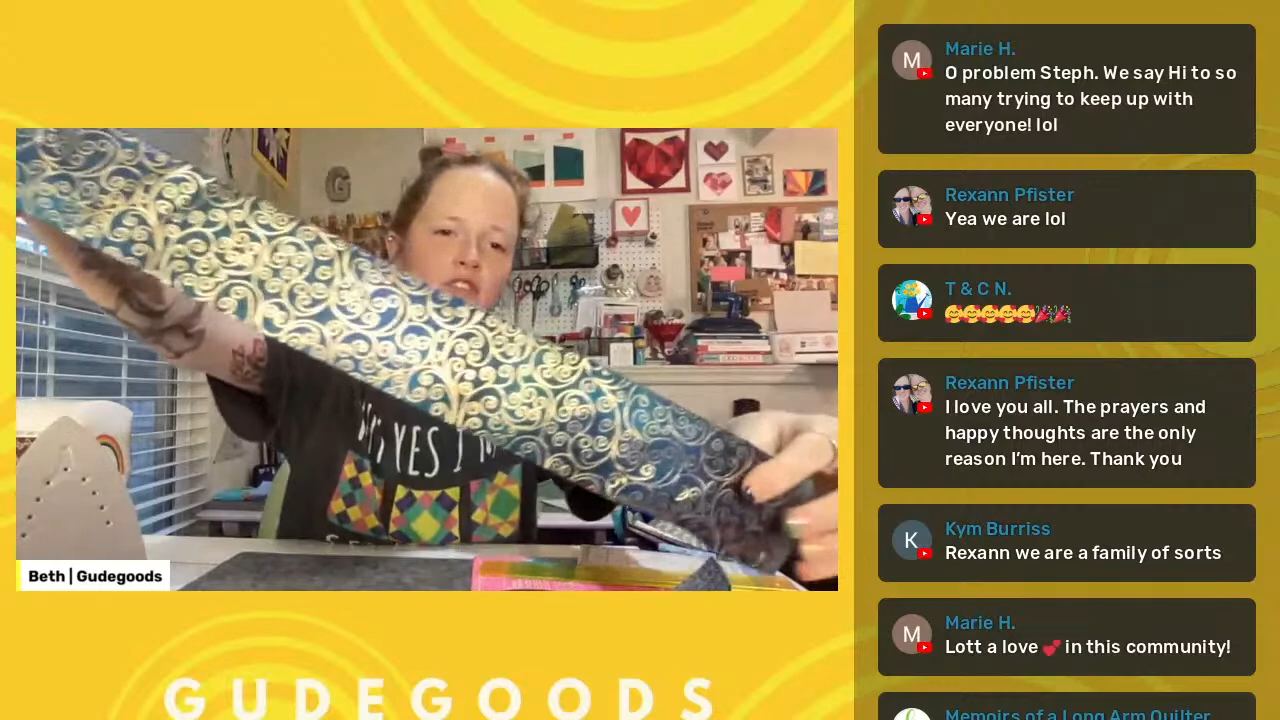 Marie H.
O problem Steph. We say Hi to so
many trying to keep up with
everyone! lol
Rexann Pfister
Yea we are lol
T & C N.
🥰🥰🥰🥰🥰🎉🎉
Rexann Pfister
I love you all. The prayers and
happy thoughts are the only
reason I'm here. Thank you
Kym Burriss
Rexann we are a family of sorts
Marie H.
Lott a love 💕 in this community!
Memoirs of a Long Arm Quilter
G
YES I
Beth | Gudegoods
GUDEGOODS